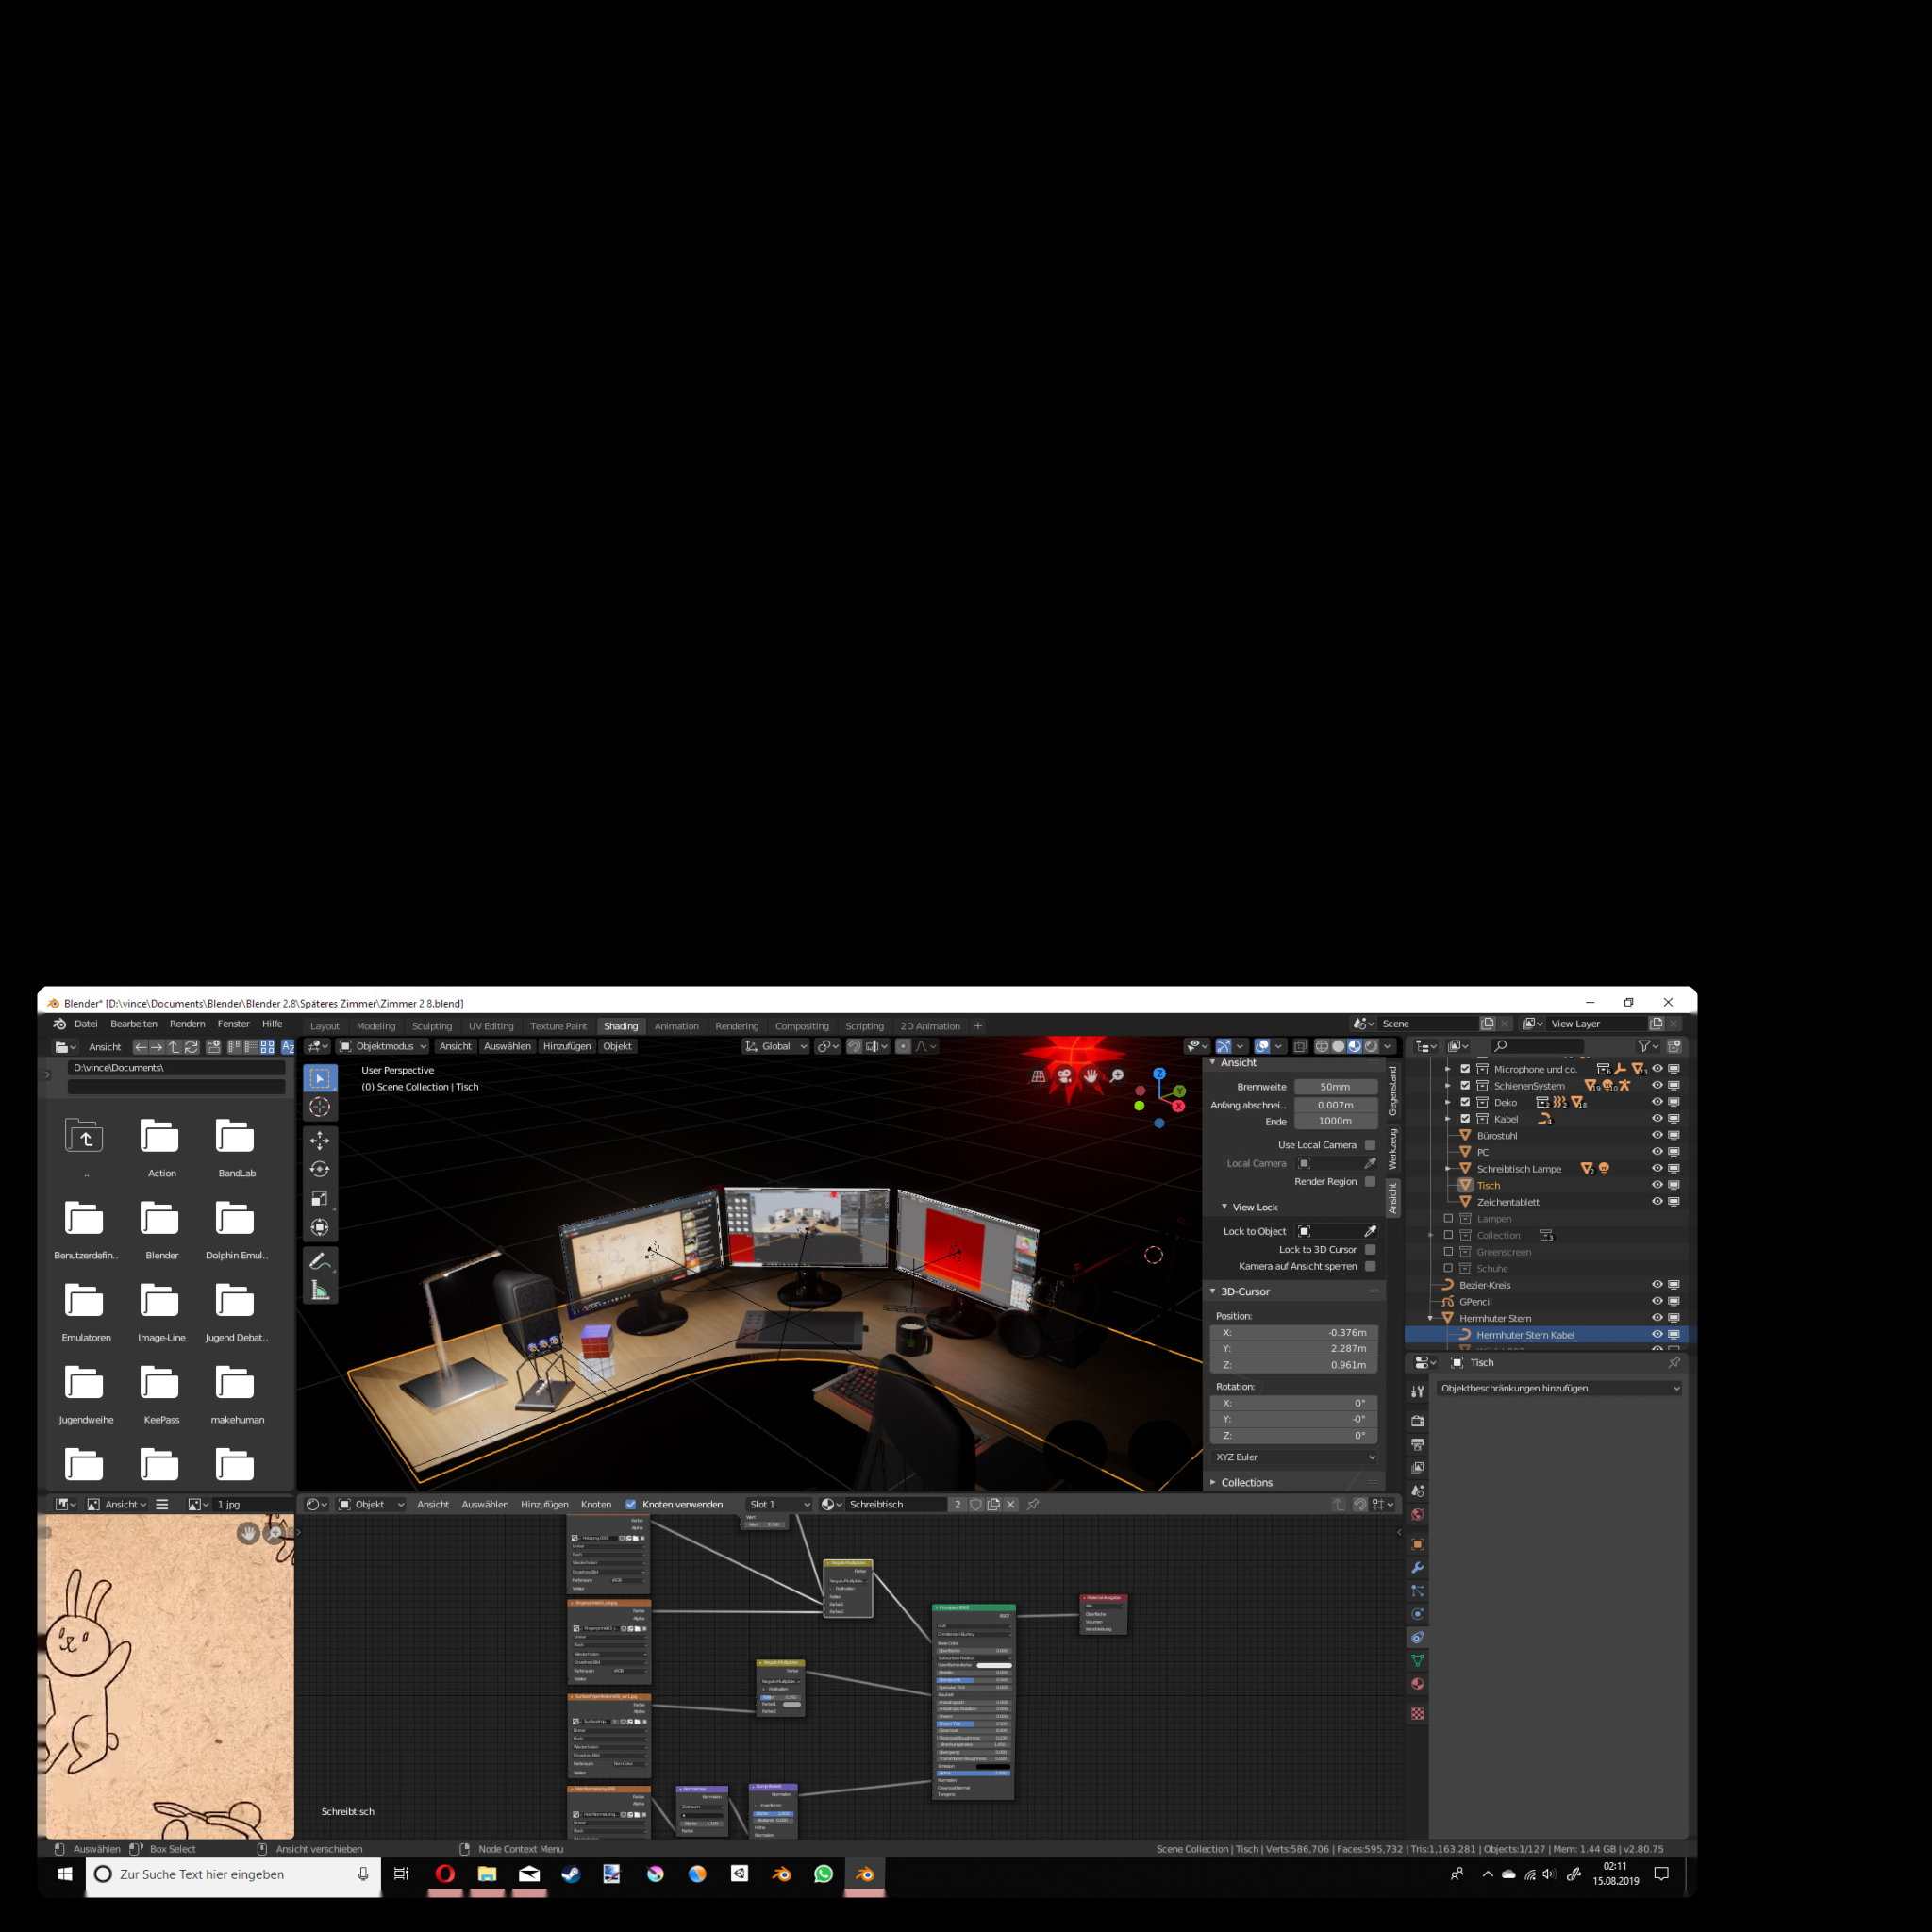 Blender* [D:\vince\Documents\Blender\Blender 2.8\Späteres Zimmer\Zimmer 2 8.blend]
Datei Bearbeiten Rendern Fenster Hilfe
Layout Modeling Sculpting UV Editing Texture Paint Shading Animation Rendering Compositing Scripting 2D Animation +
Scene
View Layer
Ansicht
D:\vince\Documents\
..
Action
BandLab
Benutzerdefin..
Blender
Dolphin Emul..
Emulatoren
Image-Line
Jugend Debat..
Jugendweihe
KeePass
makehuman
Objektmodus Ansicht Auswählen Hinzufügen Objekt
Global
User Perspective
(0) Scene Collection | Tisch
Z
Y
X
Ansicht
Brennweite 50mm
Anfang abschnei.. 0.007m
Ende 1000m
Use Local Camera
Local Camera
Render Region
View Lock
Lock to Object
Lock to 3D Cursor
Kamera auf Ansicht sperren
3D-Cursor
Position:
X: -0.376m
Y: 2.287m
Z: 0.961m
Rotation:
X: 0°
Y: -0°
Z: 0°
XYZ Euler
Collections
Gegenstand
Werkzeug
Ansicht
Microphone und co.
SchienenSystem
Deko
Kabel
Bürostuhl
PC
Schreibtisch Lampe
Tisch
Zeichentablett
Lampen
Collection
Greenscreen
Schuhe
Bezier-Kreis
GPencil
Herrnhuter Stern
Herrnhuter Stern Kabel
Tisch
Objektbeschränkungen hinzufügen
Ansicht
1.jpg
Objekt Ansicht Auswählen Hinzufügen Knoten Knoten verwenden
Slot 1
Schreibtisch
2
Schreibtisch
Auswählen Box Select Ansicht verschieben Node Context Menu
Scene Collection | Tisch | Verts:586,706 | Faces:595,732 | Tris:1,163,281 | Objects:1/127 | Mem: 1.44 GB | v2.80.75
Zur Suche Text hier eingeben
02:11
15.08.2019